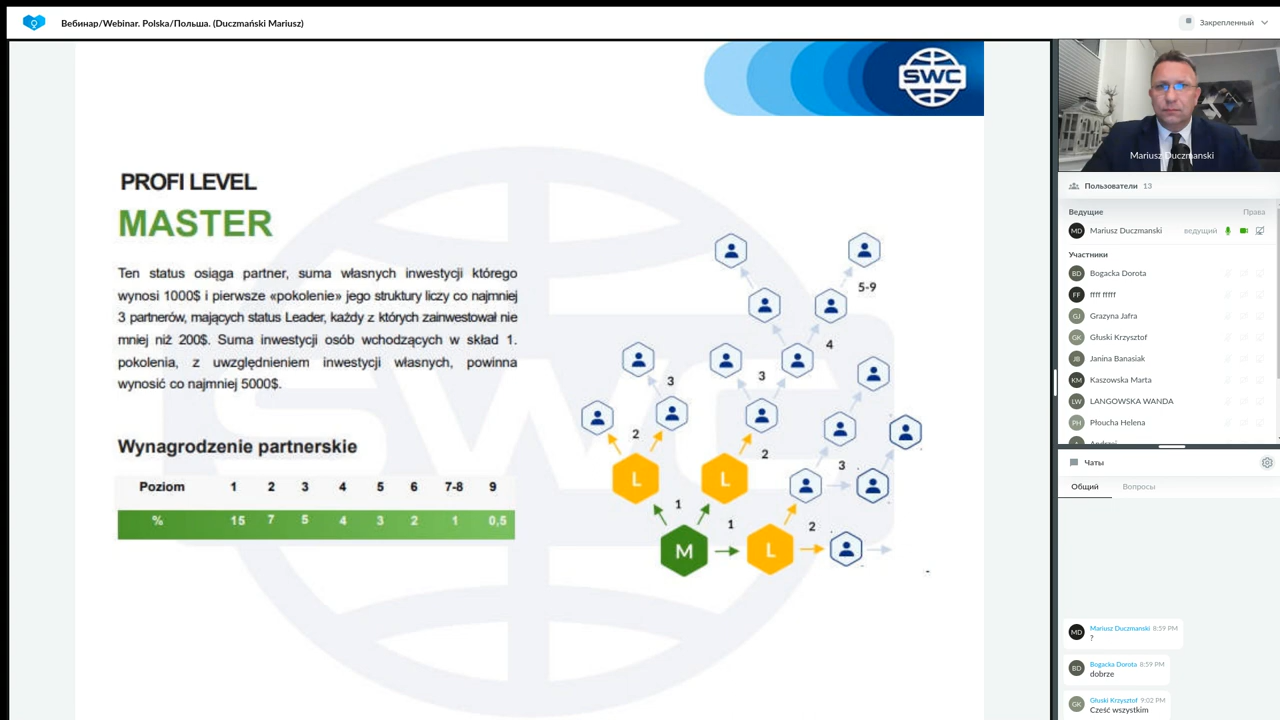 Вебинар/Webinar. Polska/Польша. (Duczmański Mariusz)
Закрепленный
SWC
PROFI LEVEL
MASTER
Ten status osiąga partner, suma własnych inwestycji którego
wynosi 1000$ i pierwsze «pokolenie» jego struktury liczy co najmniej
3 partnerów, mających status Leader, każdy z których zainwestował nie
mniej niż 200$. Suma inwestycji osób wchodzących w skład 1.
pokolenia, z uwzględnieniem inwestycji własnych, powinna
wynosić co najmniej 5000$.
Wynagrodzenie partnerskie
Poziom 1 2 3 4 5 6 7-8 9
% 15 7 5 4 3 2 1 0,5
5-9
4
3
3
2
2
3
L
L
1
1
2
M
L
Mariusz Duczmanski
Пользователи 13
Ведущие Права
MD Mariusz Duczmanski ведущий
Участники
BD Bogacka Dorota
FF ffff fffff
GJ Grazyna Jafra
GK Głuski Krzysztof
JB Janina Banasiak
KM Kaszowska Marta
LW LANGOWSKA WANDA
PH Płoucha Helena
Andrzej
Чаты
Общий Вопросы
MD Mariusz Duczmanski 8:59 PM
?
BD Bogacka Dorota 8:59 PM
dobrze
GK Głuski Krzysztof 9:02 PM
Cześć wszystkim